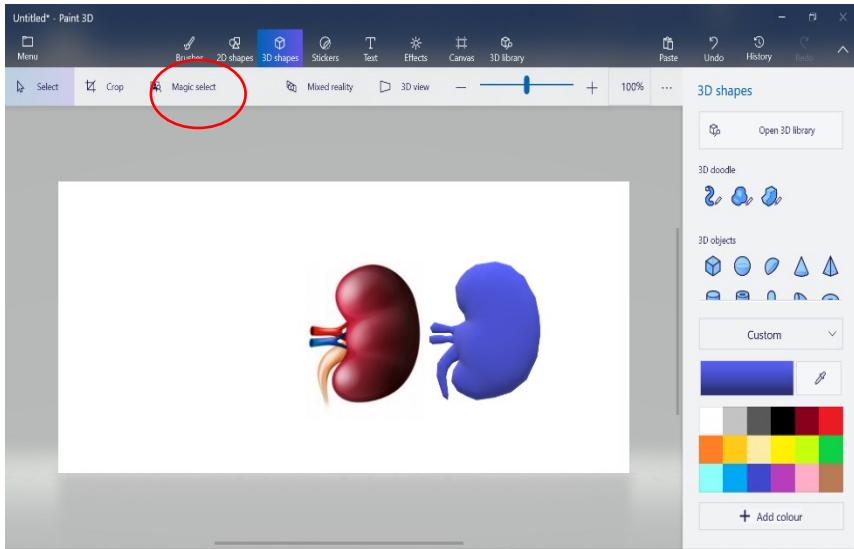 Untitled* - Paint 3D
Menu
Brushes 2D shapes 3D shapes Stickers Text Effects Canvas 3D library Paste Undo History Redo
Select Crop Magic select Mixed reality 3D view 100% ...
3D shapes
Open 3D library
3D doodle
3D objects
Custom
Add colour